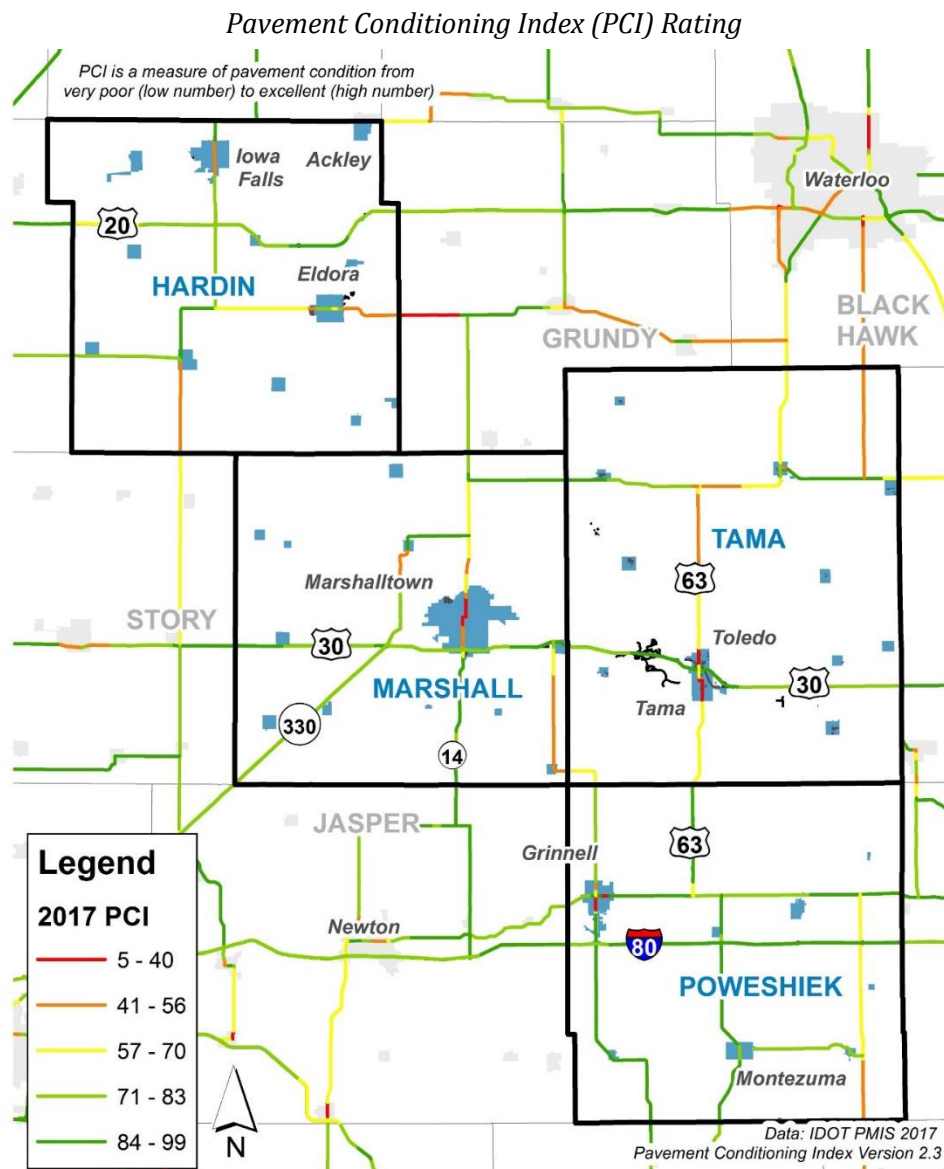 Pavement Conditioning Index (PCI) Rating
PCI is a measure of pavement condition from
very poor (low number) to excellent (high number)
Iowa
Falls
Ackley
Waterloo
20
HARDIN
Eldora
GRUNDY
BLACK
HAWK
TAMA
Marshalltown
63
STORY
30
Toledo
MARSHALL
30
Tama
330
14
JASPER
63
Grinnell
Legend
2017 PCI
Newton
80
5 - 40
POWESHIEK
41 - 56
57 - 70
71 - 83
Montezuma
84 - 99
N
Data: IDOT PMIS 2017
Pavement Conditioning Index Version 2.3